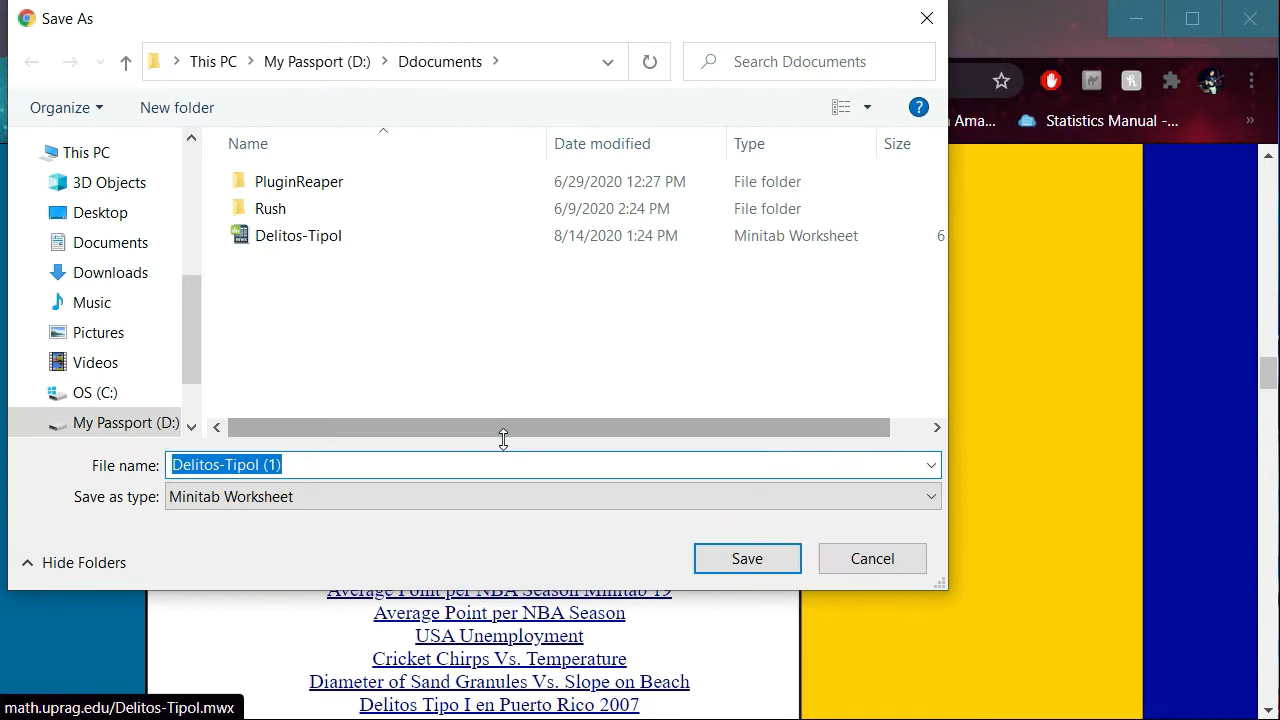 Save As
This PC
My Passport (D:)
Ddocuments
Search Ddocuments
Organize
New folder
?
Ama...
Statistics Manual -...
»
Name
Date modified
Type
Size
This PC
3D Objects
Desktop
Documents
Downloads
Music
Pictures
Videos
OS (C:)
My Passport (D:)
PluginReaper 6/29/2020 12:27 PM File folder
Rush 6/9/2020 2:24 PM File folder
Delitos-TipoI 8/14/2020 1:24 PM Minitab Worksheet 6
File name: Delitos-TipoI (1)
Save as type: Minitab Worksheet
Hide Folders
Save
Cancel
Average Point per NBA Season Minitab 19
Average Point per NBA Season
USA Unemployment
Cricket Chirps Vs. Temperature
Diameter of Sand Granules Vs. Slope on Beach
Delitos Tipo I en Puerto Rico 2007
math.uprag.edu/Delitos-TipoI.mwx